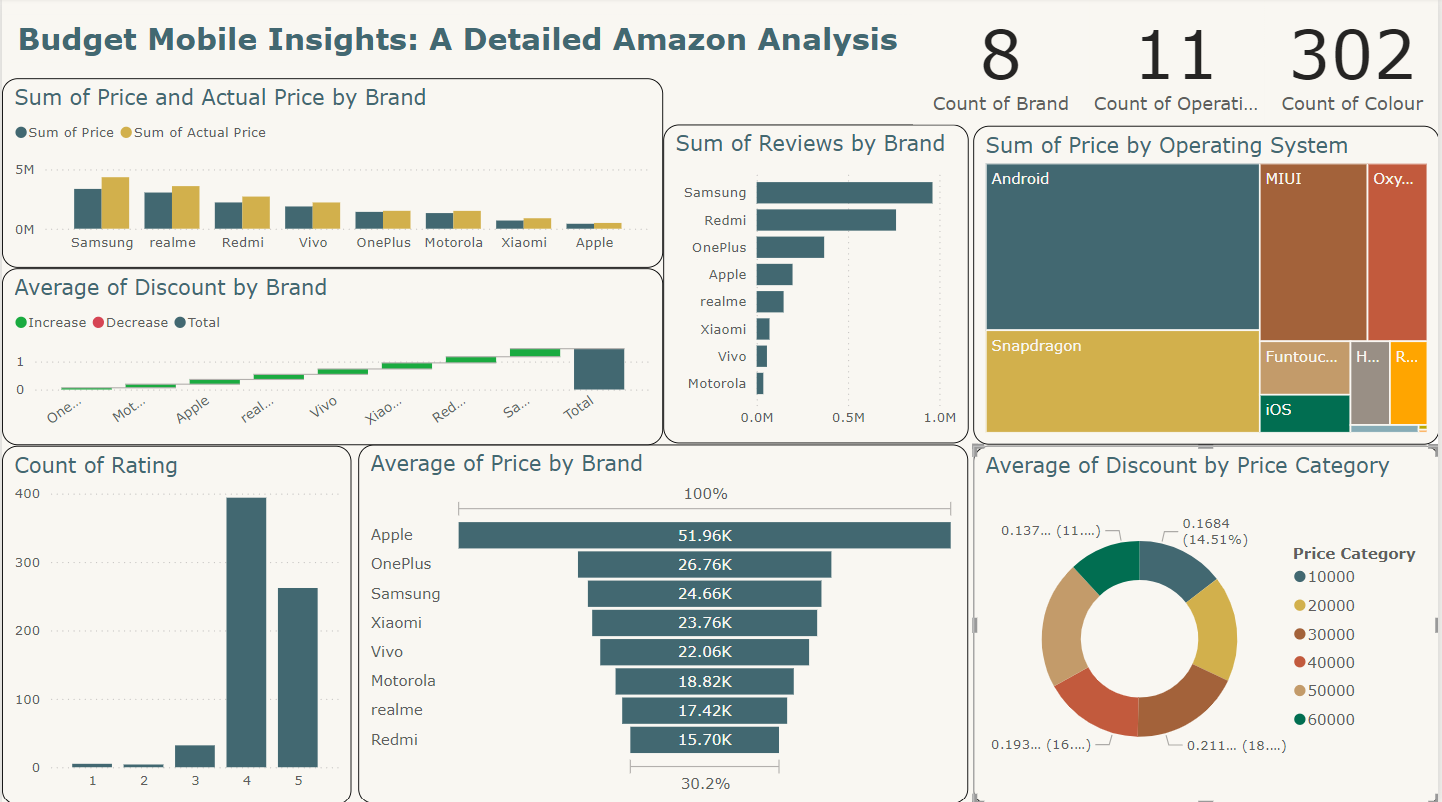 Budget Mobile Insights: A Detailed Amazon Analysis
8
Count of Brand
11
Count of Operati...
302
Count of Colour
Sum of Price and Actual Price by Brand
Sum of Price Sum of Actual Price
5M
0M
Samsung realme Redmi Vivo OnePlus Motorola Xiaomi Apple
Average of Discount by Brand
Increase Decrease Total
1
0
One... Mot... Apple real... Vivo Xiao... Red... Sa... Total
Sum of Reviews by Brand
Samsung
Redmi
OnePlus
Apple
realme
Xiaomi
Vivo
Motorola
0.0M 0.5M 1.0M
Sum of Price by Operating System
Android
MIUI
Oxy...
Snapdragon
Funtouc...
H...
R...
iOS
Count of Rating
400
300
200
100
0
1 2 3 4 5
Average of Price by Brand
100%
Apple 51.96K
OnePlus 26.76K
Samsung 24.66K
Xiaomi 23.76K
Vivo 22.06K
Motorola 18.82K
realme 17.42K
Redmi 15.70K
30.2%
Average of Discount by Price Category
0.137... (11....)
0.1684
(14.51%)
0.193... (16....)
0.211... (18....)
Price Category
10000
20000
30000
40000
50000
60000